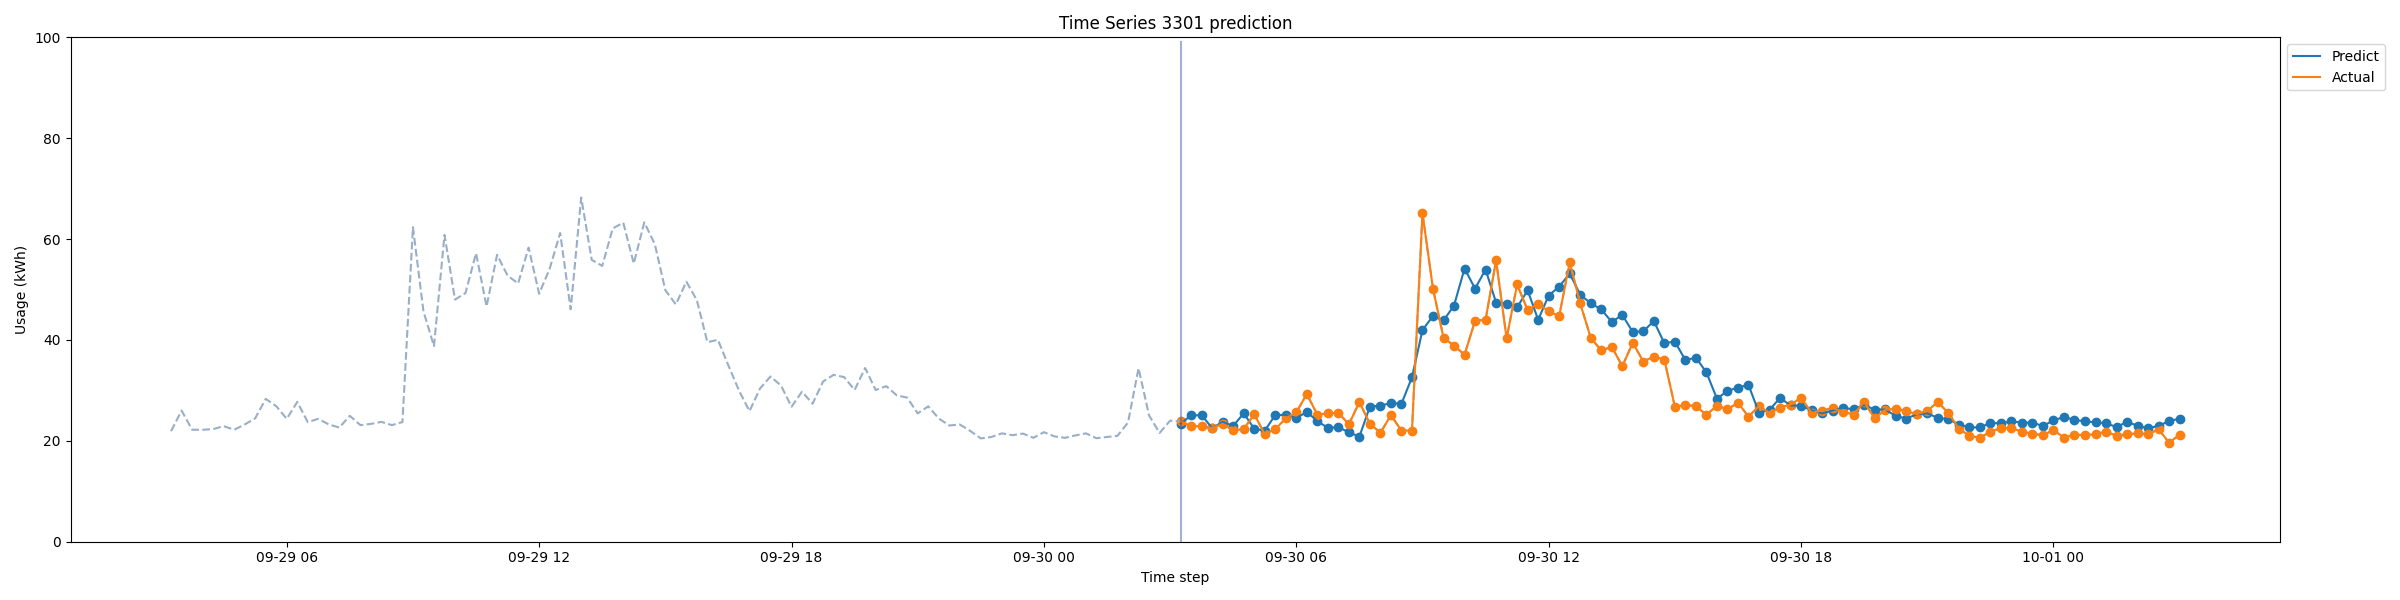 Time Series 3301 prediction
100
80
60
40
20
0
Usage (kWh)
09-29 06
09-29 12
09-29 18
09-30 00
09-30 06
09-30 12
09-30 18
10-01 00
Time step
Predict
Actual